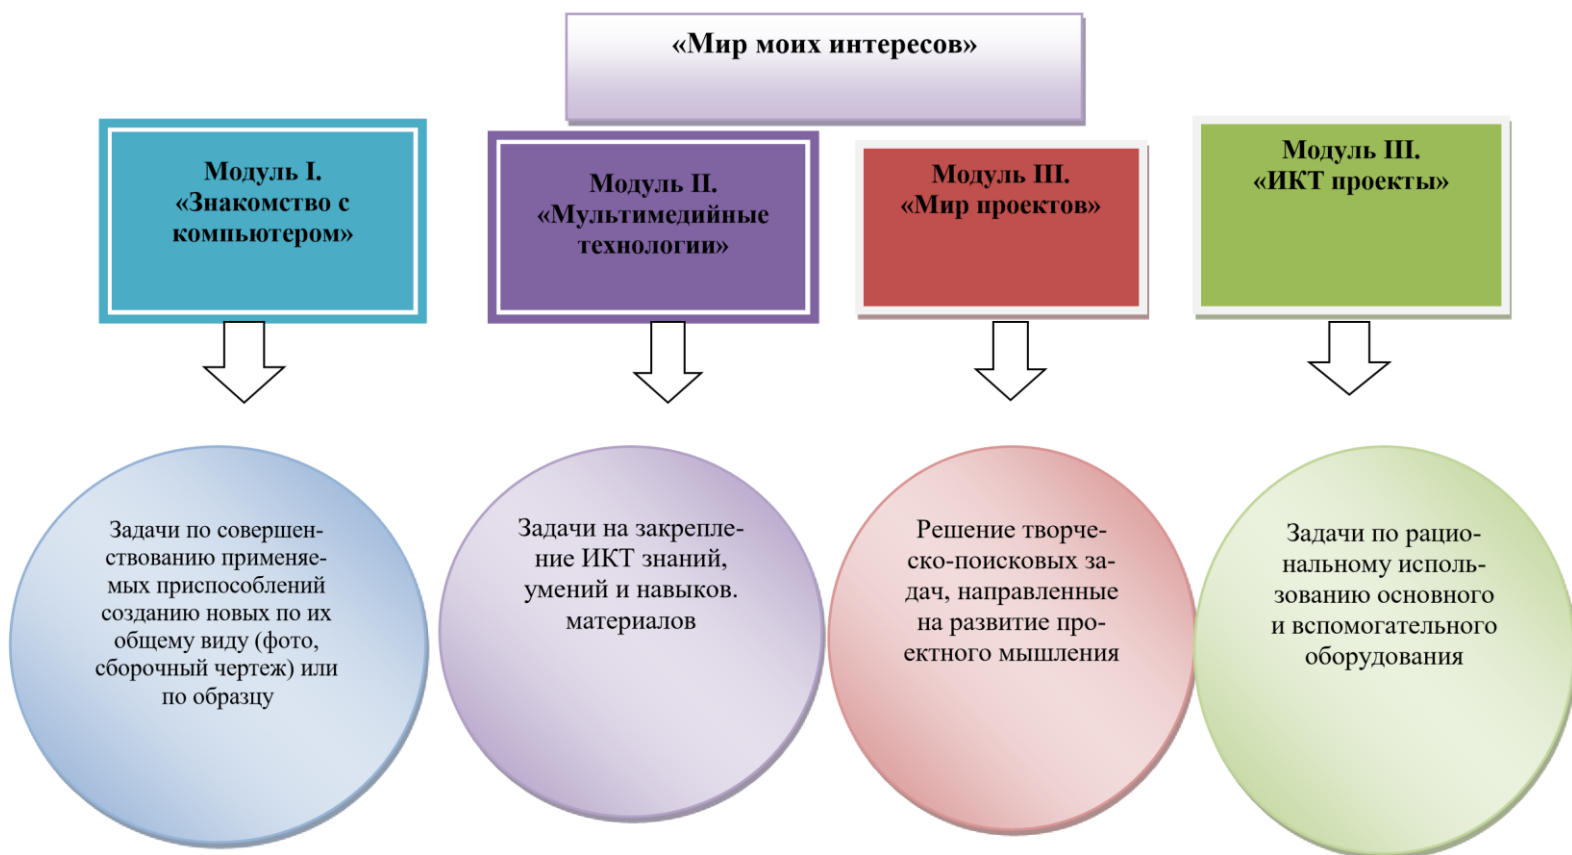 «Мир моих интересов»
Модуль I.
«Знакомство с
компьютером»
Модуль II.
«Мультимедийные
технологии»
Модуль III.
«Мир проектов»
Модуль III.
«ИКТ проекты»
Задачи по совершен-
ствованию применяе-
мых приспособлений
созданию новых по их
общему виду (фото,
сборочный чертеж) или
по образцу
Задачи на закрепле-
ние ИКТ знаний,
умений и навыков.
материалов
Решение творче-
ско-поисковых за-
дач, направленные
на развитие про-
ектного мышления
Задачи по рацио-
нальному исполь-
зованию основного
и вспомогательного
оборудования